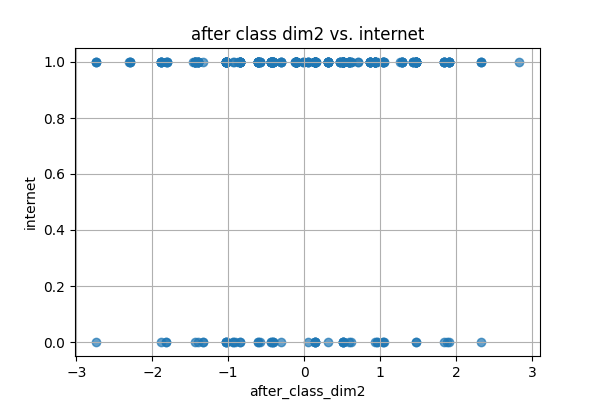 after class dim2 vs. internet
internet
1.0
0.8
0.6
0.4
0.2
0.0
−3 −2 −1 0 1 2 3
after_class_dim2